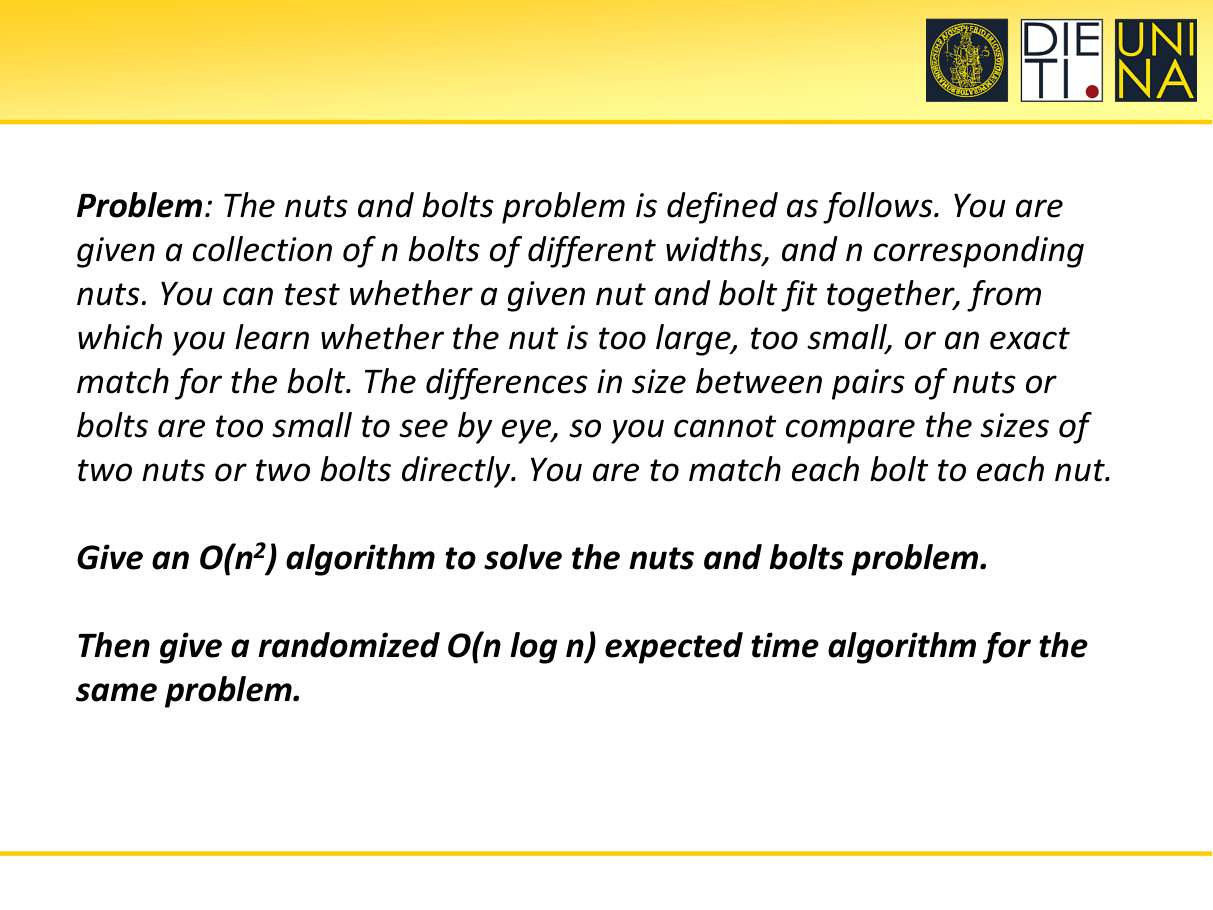 DIE
TI.
UNI
NA
Problem: The nuts and bolts problem is defined as follows. You are
given a collection of n bolts of different widths, and n corresponding
nuts. You can test whether a given nut and bolt fit together, from
which you learn whether the nut is too large, too small, or an exact
match for the bolt. The differences in size between pairs of nuts or
bolts are too small to see by eye, so you cannot compare the sizes of
two nuts or two bolts directly. You are to match each bolt to each nut.
Give an O(n²) algorithm to solve the nuts and bolts problem.
Then give a randomized O(n log n) expected time algorithm for the
same problem.